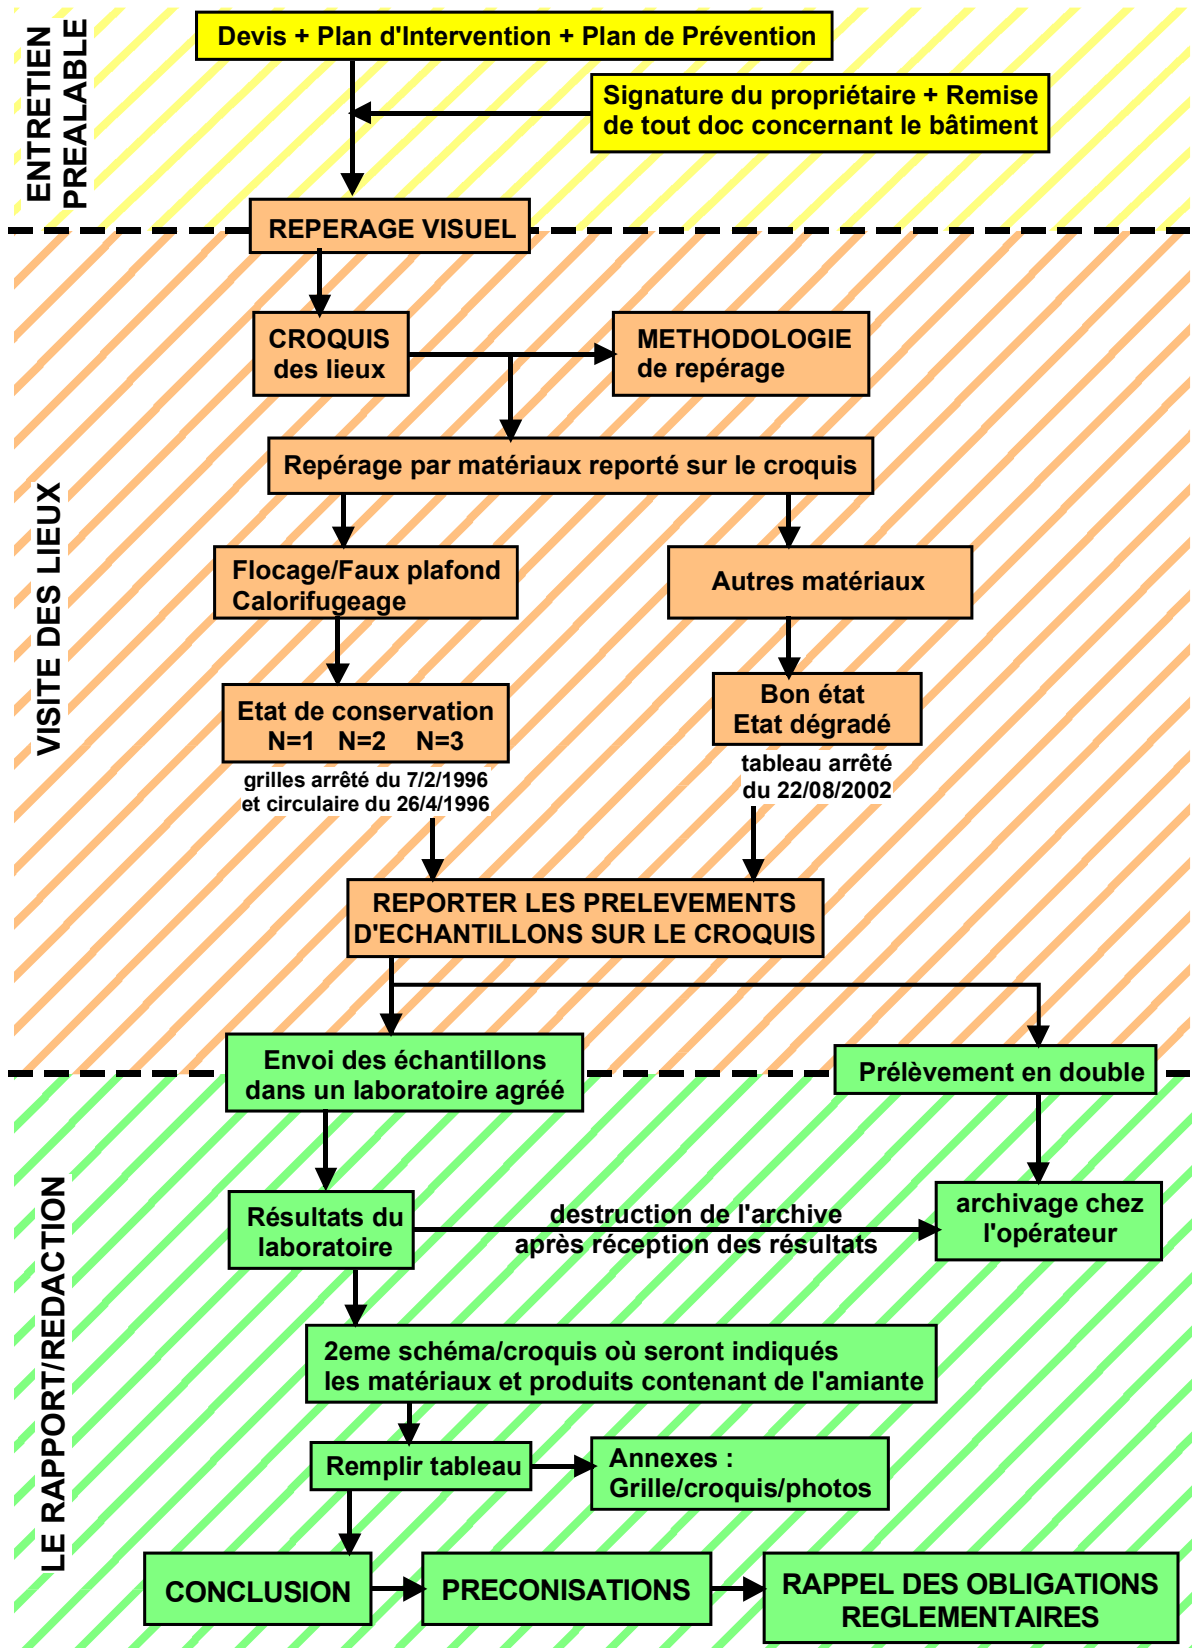 ENTRETIEN
PREALABLE
Devis + Plan d'Intervention + Plan de Prévention
Signature du propriétaire + Remise
de tout doc concernant le bâtiment
REPERAGE VISUEL
VISITE DES LIEUX
CROQUIS
des lieux
METHODOLOGIE
de repérage
Repérage par matériaux reporté sur le croquis
Flocage/Faux plafond
Calorifugeage
Autres matériaux
Etat de conservation
N=1 N=2 N=3
Bon état
Etat dégradé
grilles arrêté du 7/2/1996
et circulaire du 26/4/1996
tableau arrêté
du 22/08/2002
REPORTER LES PRELEVEMENTS
D'ECHANTILLONS SUR LE CROQUIS
Envoi des échantillons
dans un laboratoire agréé
Prélèvement en double
LE RAPPORT/REDACTION
Résultats du
laboratoire
destruction de l'archive
après réception des résultats
archivage chez
l'opérateur
2eme schéma/croquis où seront indiqués
les matériaux et produits contenant de l'amiante
Remplir tableau
Annexes :
Grille/croquis/photos
CONCLUSION
PRECONISATIONS
RAPPEL DES OBLIGATIONS
REGLEMENTAIRES